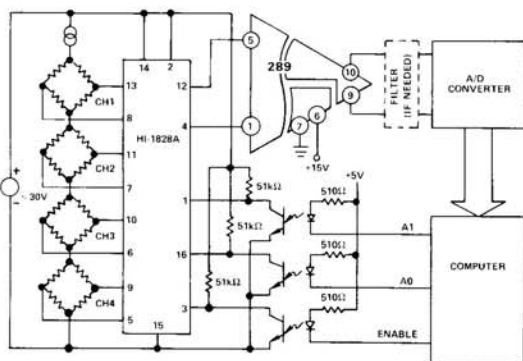 14
2
5
289
10
9
6
7
+15V
FILTER
(IF NEEDED)
A/D
CONVERTER
13
12
CH1
8
HI-1828A
4
1
11
CH2
7
+
-
~30V
10
CH3
6
9
CH4
5
15
1
16
3
51kΩ
51kΩ
51kΩ
+5V
510Ω
A1
510Ω
A0
510Ω
ENABLE
COMPUTER